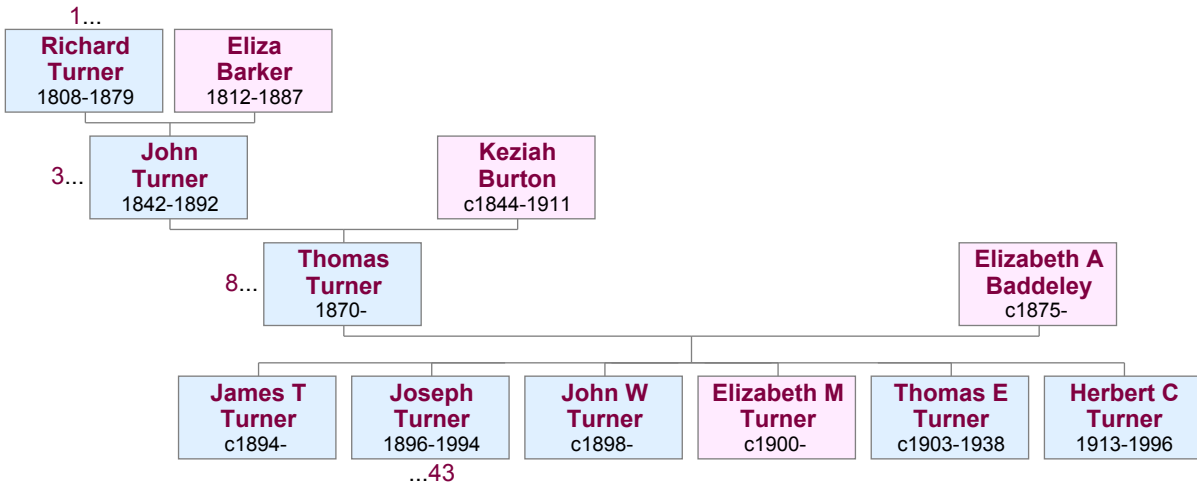 1...
Richard
Turner
1808-1879
Eliza
Barker
1812-1887
3...
John
Turner
1842-1892
Keziah
Burton
c1844-1911
8...
Thomas
Turner
1870-
Elizabeth A
Baddeley
c1875-
James T
Turner
c1894-
Joseph
Turner
1896-1994
John W
Turner
c1898-
Elizabeth M
Turner
c1900-
Thomas E
Turner
c1903-1938
Herbert C
Turner
1913-1996
...43